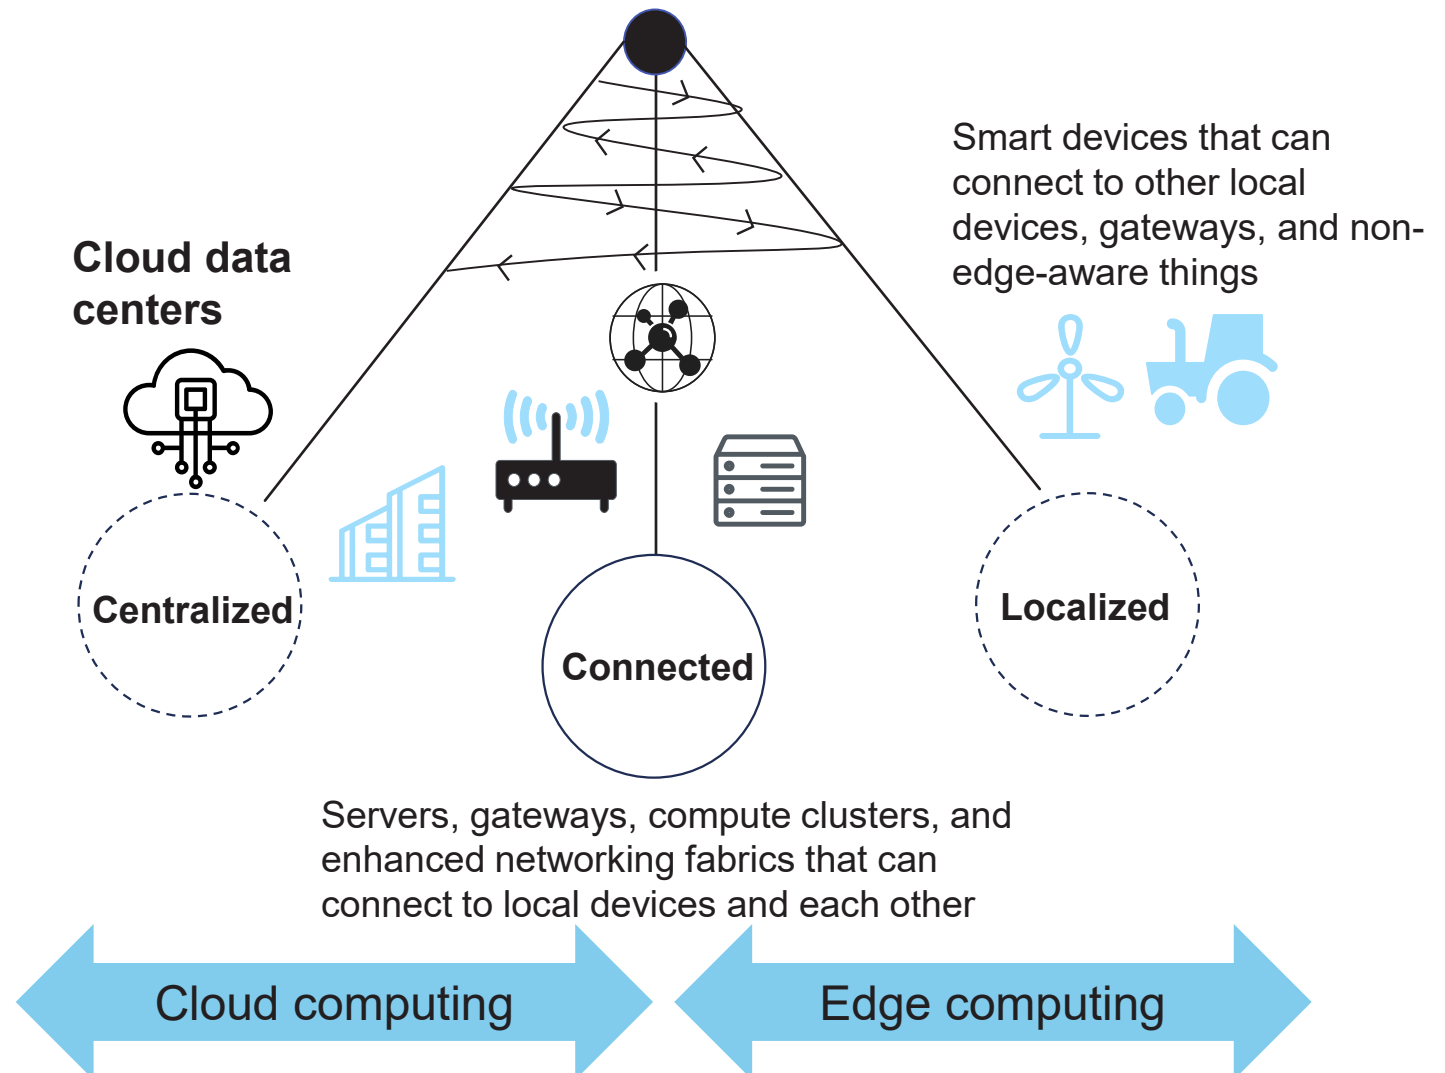 Smart devices that can
connect to other local
devices, gateways, and non-
edge-aware things
Cloud data
centers
Centralized
Connected
Localized
Servers, gateways, compute clusters, and
enhanced networking fabrics that can
connect to local devices and each other
Cloud computing
Edge computing